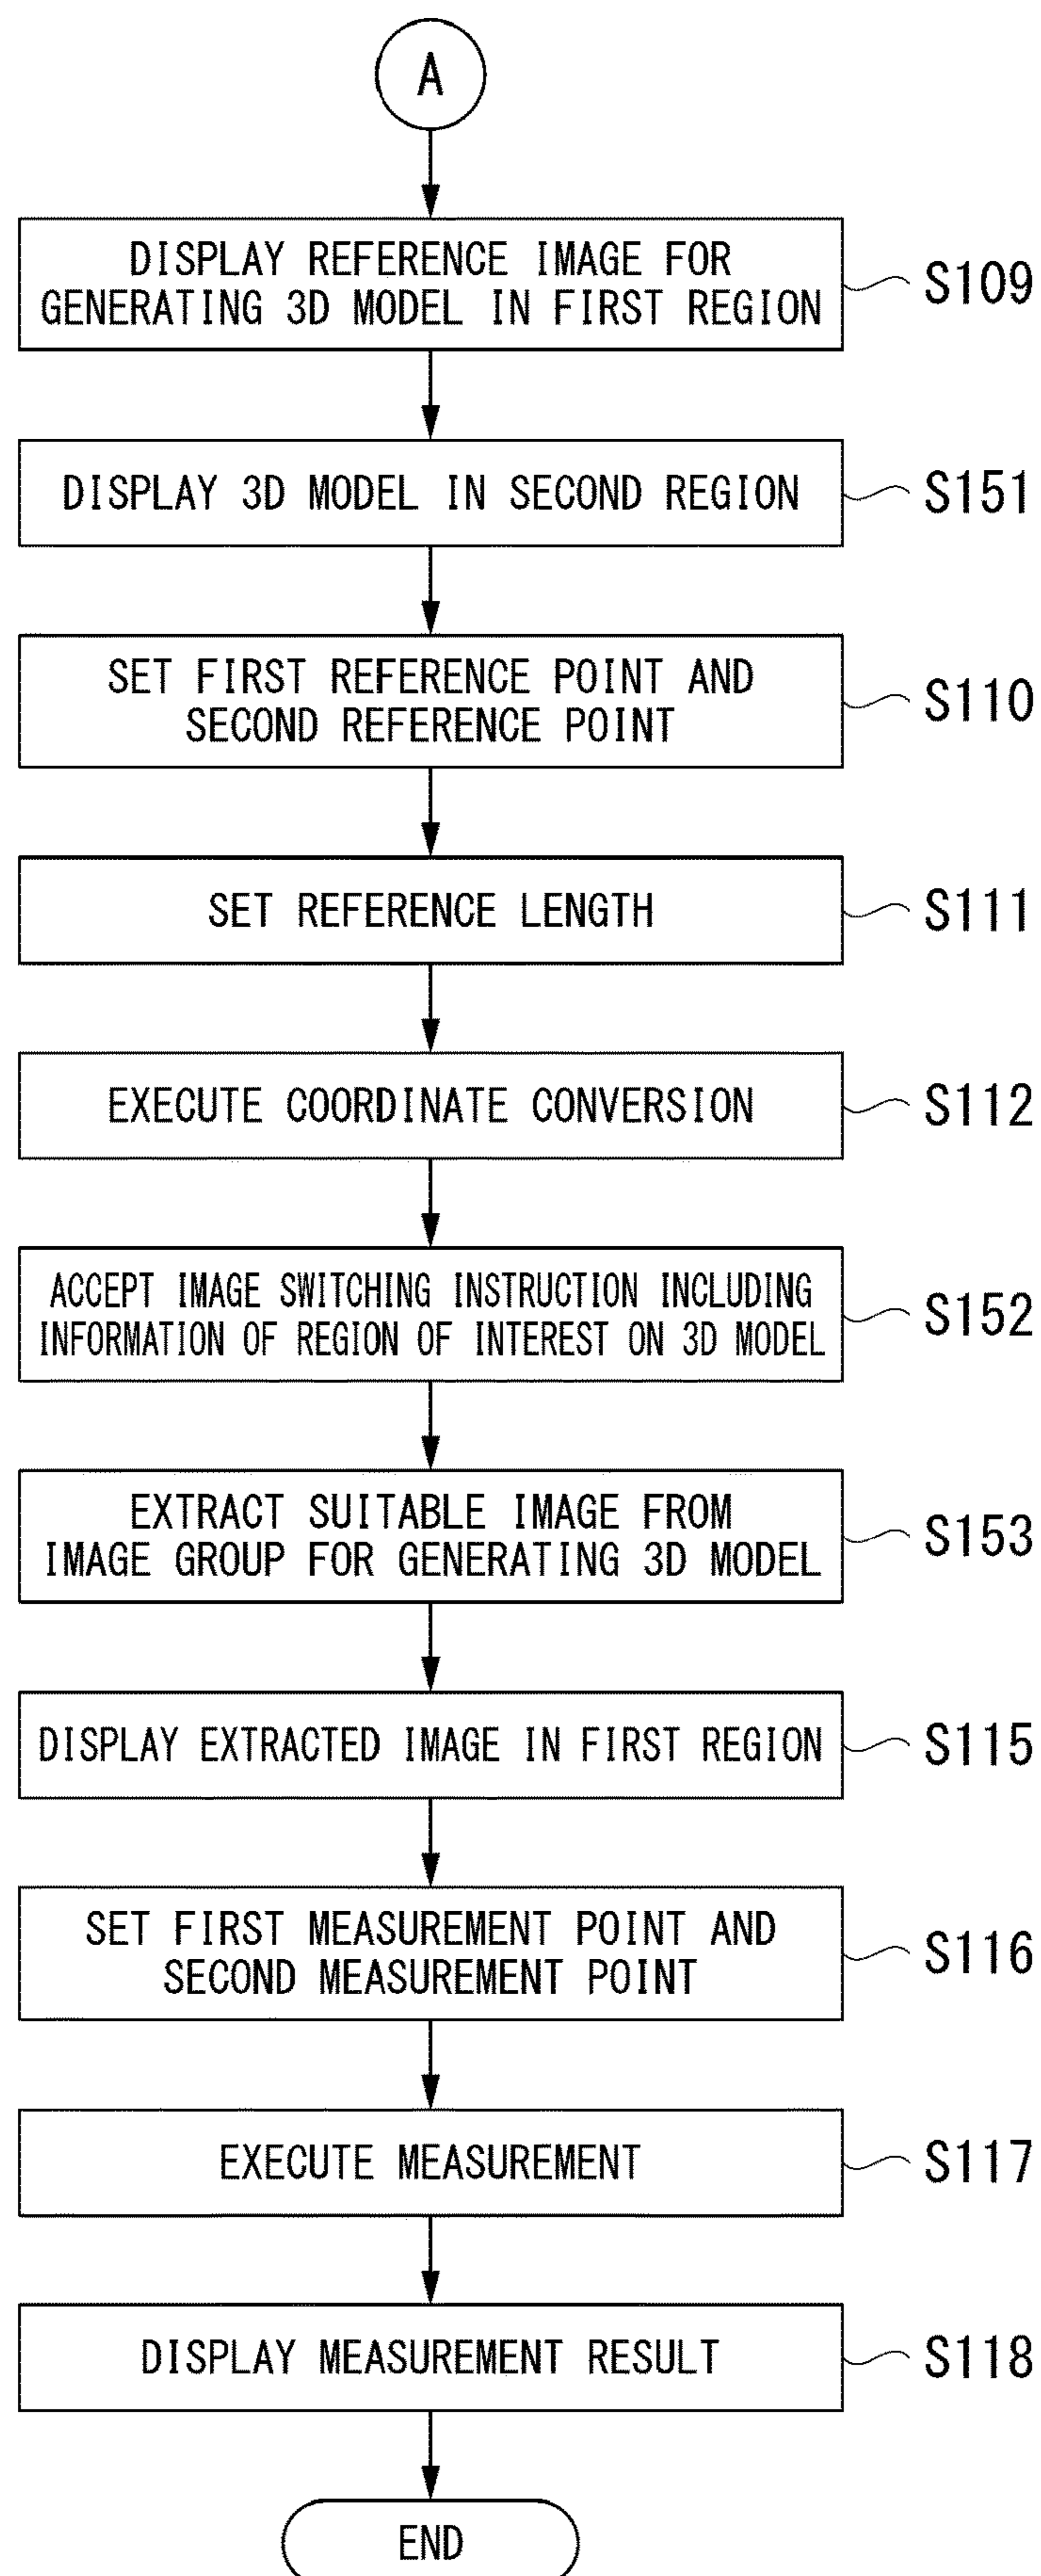 A
DISPLAY REFERENCE IMAGE FOR
GENERATING 3D MODEL IN FIRST REGION
S109
DISPLAY 3D MODEL IN SECOND REGION
S151
SET FIRST REFERENCE POINT AND
SECOND REFERENCE POINT
S110
SET REFERENCE LENGTH
S111
EXECUTE COORDINATE CONVERSION
S112
ACCEPT IMAGE SWITCHING INSTRUCTION INCLUDING
INFORMATION OF REGION OF INTEREST ON 3D MODEL
S152
EXTRACT SUITABLE IMAGE FROM
IMAGE GROUP FOR GENERATING 3D MODEL
S153
DISPLAY EXTRACTED IMAGE IN FIRST REGION
S115
SET FIRST MEASUREMENT POINT AND
SECOND MEASUREMENT POINT
S116
EXECUTE MEASUREMENT
S117
DISPLAY MEASUREMENT RESULT
S118
END